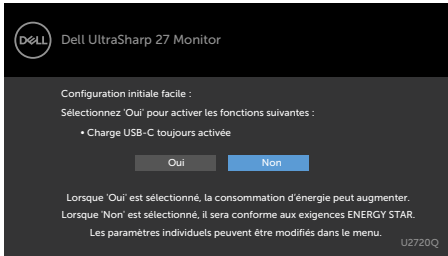 DELL
Dell UltraSharp 27 Monitor
Configuration initiale facile :
Sélectionnez 'Oui' pour activer les fonctions suivantes :
• Charge USB-C toujours activée
Oui
Non
Lorsque 'Oui' est sélectionné, la consommation d'énergie peut augmenter.
Lorsque 'Non' est sélectionné, il sera conforme aux exigences ENERGY STAR.
Les paramètres individuels peuvent être modifiés dans le menu.
U2720Q